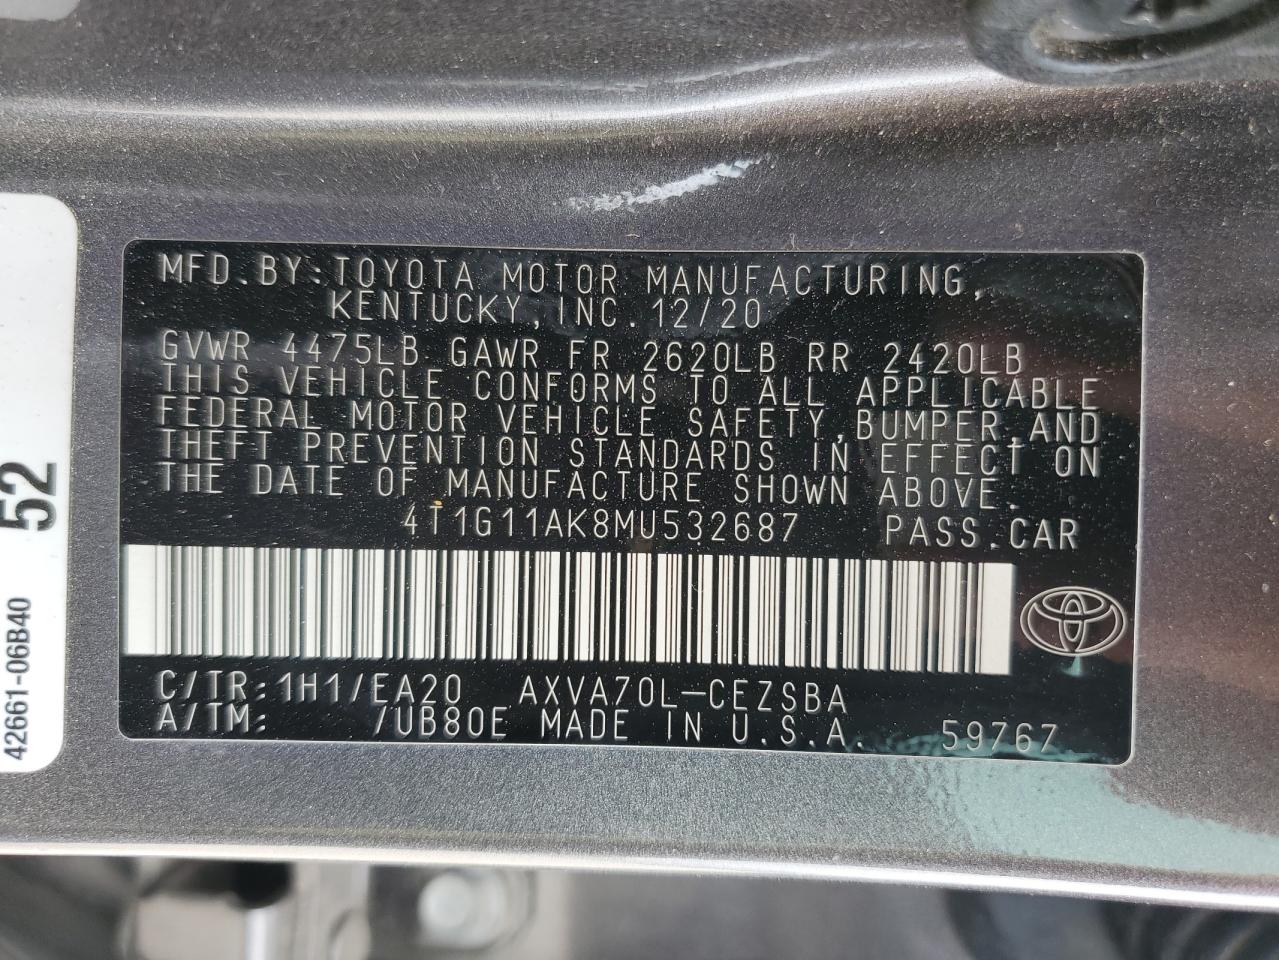 MFD.BY:TOYOTA MOTOR MANUFACTURING,
KENTUCKY,INC.12/20
GVWR 4475LB GAWR FR 2620LB RR 2420LB
THIS VEHICLE CONFORMS TO ALL APPLICABLE
FEDERAL MOTOR VEHICLE SAFETY,BUMPER,AND
THEFT PREVENTION STANDARDS IN EFFECT ON
THE DATE OF MANUFACTURE SHOWN ABOVE.
4T1G11AK8MU532687 PASS.CAR
C/TR:1H1/EA20 AXVA70L-CEZSBA
A/TM: /UB80E MADE IN U.S.A. 59767
52
42661-06B40